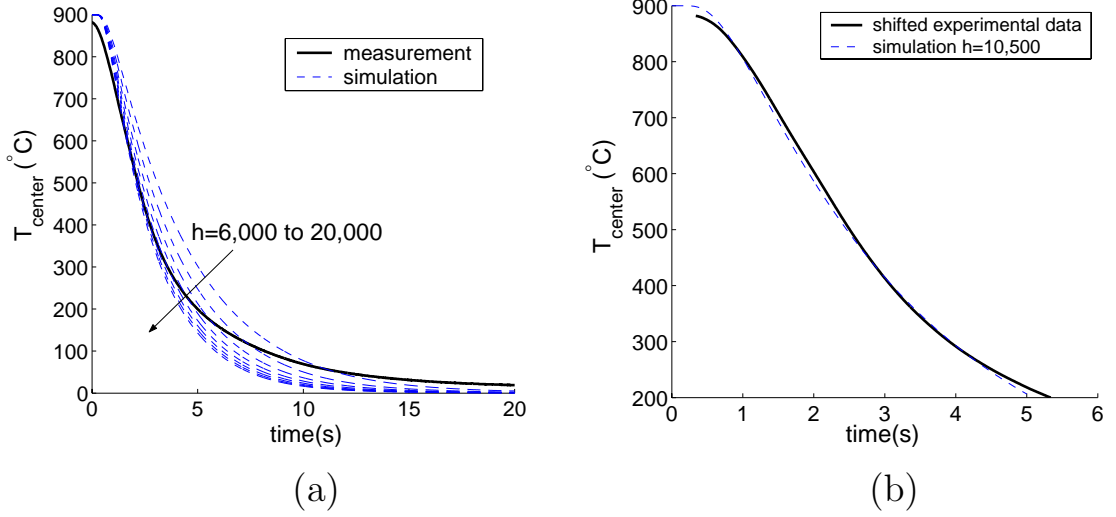 900
800
700
600
500
400
300
200
100
0
T_center (°C)
measurement
simulation
h=6,000 to 20,000
0 5 10 15 20
time(s)
(a)
900
800
700
600
500
400
300
200
T_center (°C)
shifted experimental data
simulation h=10,500
0 1 2 3 4 5 6
time(s)
(b)